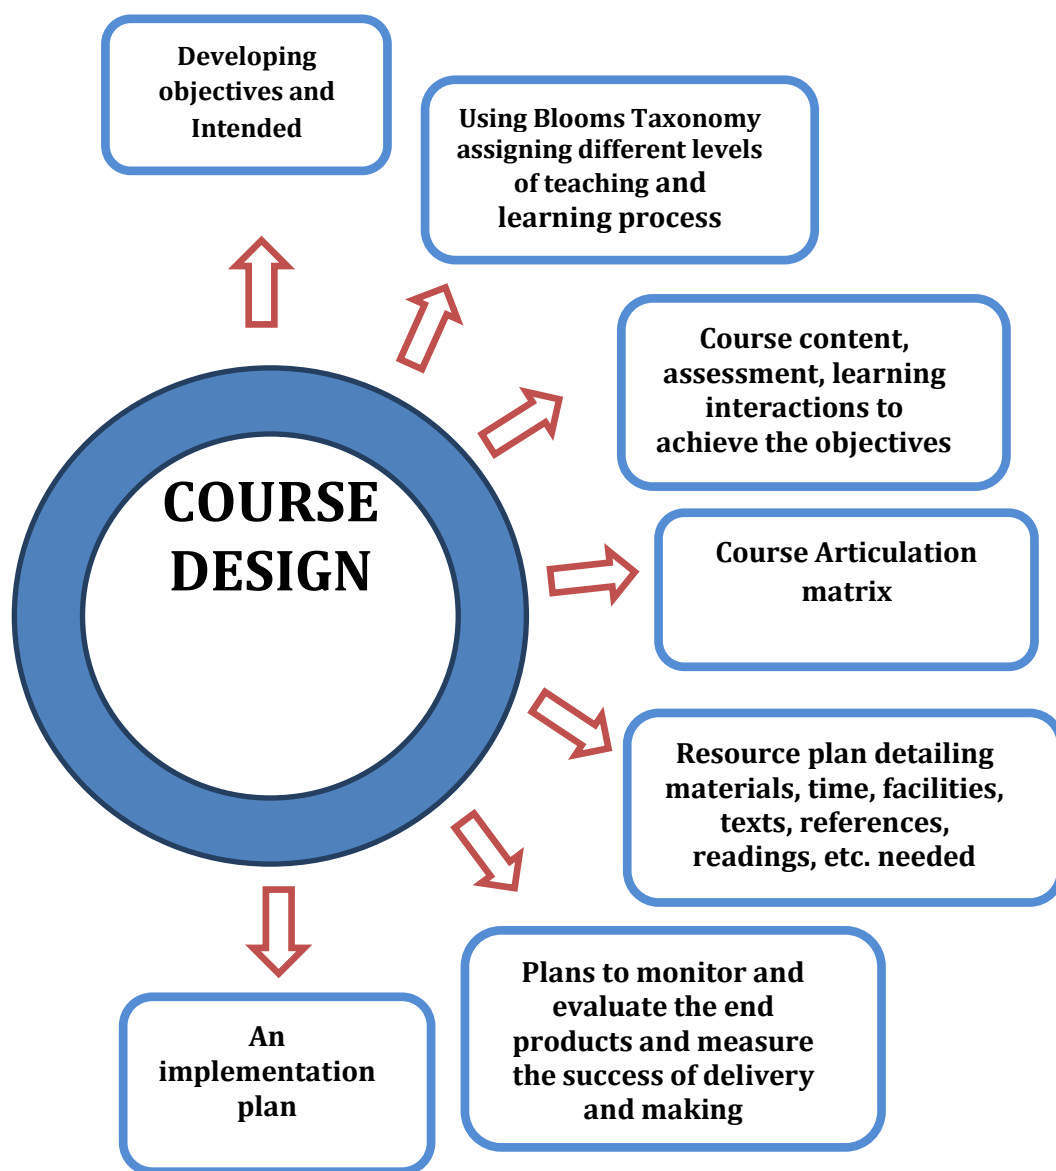 Developing
objectives and
Intended
Using Blooms Taxonomy
assigning different levels
of teaching and
learning process
Course content,
assessment, learning
interactions to
achieve the objectives
COURSE
DESIGN
Course Articulation
matrix
Resource plan detailing
materials, time, facilities,
texts, references,
readings, etc. needed
Plans to monitor and
evaluate the end
products and measure
the success of delivery
and making
An
implementation
plan